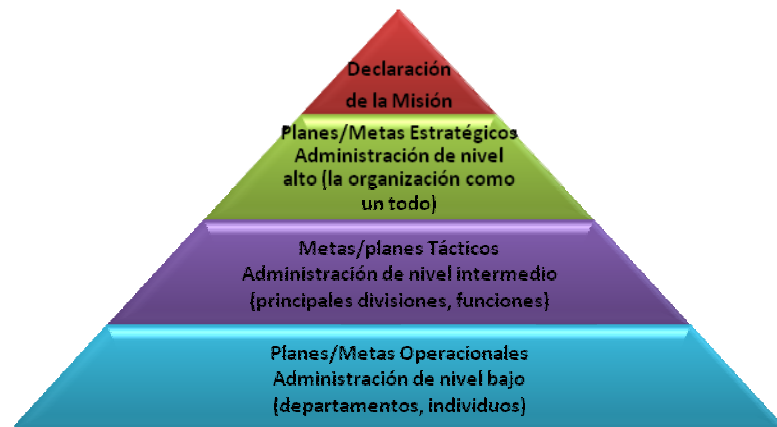 Declaración
de la Misión
Planes/Metas Estratégicos
Administración de nivel
alto (la organización como
un todo)
Metas/planes Tácticos
Administración de nivel intermedio
(principales divisiones, funciones)
Planes/Metas Operacionales
Administración de nivel bajo
(departamentos, individuos)